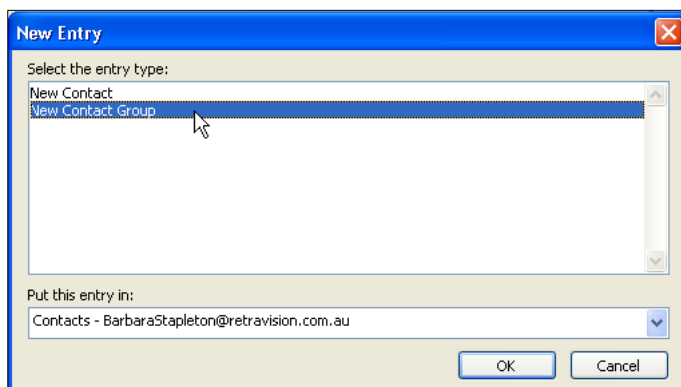 New Entry
Select the entry type:
New Contact
New Contact Group
Put this entry in:
Contacts - BarbaraStapleton@retravision.com.au
OK
Cancel